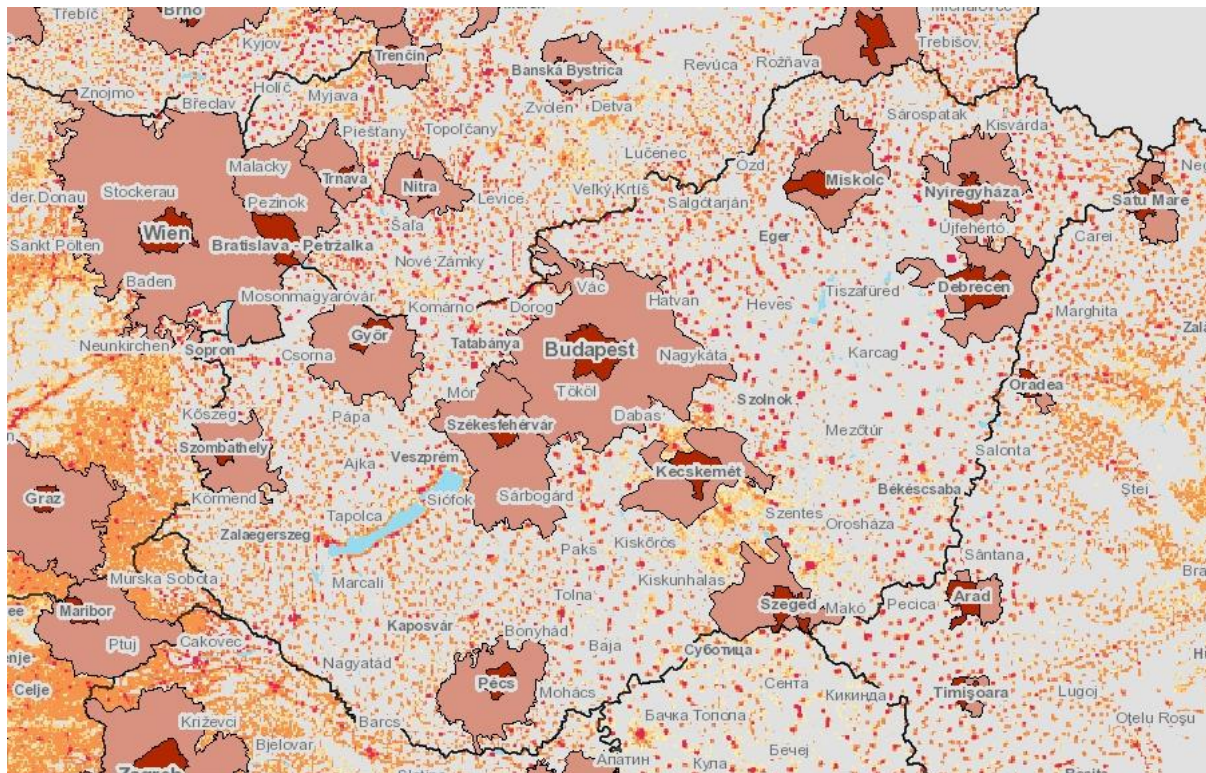 Trebíč
Brno
Michalovce
Kyjov
Trenčín
Banská Bystrica
Revúca
Rožňava
Trebišov
Znojmo
Břeclav
Holíč
Myjava
Zvolen
Detva
Piešťany
Topoľčany
Sárospatak
Kisvárda
Malacky
Lučenec
Ózd
Stockerau
Trnava
Nitra
Veľký Krtíš
Miskolc
Nyíregyháza
der Donau
Pezinok
Levice
Salgótarján
Satu Mare
Wien
Šaľa
Újfehértó
Sankt Pölten
Bratislava - Petržalka
Eger
Carei
Nové Zámky
Baden
Vác
Tiszafüred
Debrecen
Mosonmagyaróvár
Komárno
Dorog
Hatvan
Heves
Marghita
Győr
Neunkirchen
Sopron
Csorna
Tatabánya
Budapest
Nagykáta
Karcag
Oradea
Mór
Tököl
Szolnok
Kőszeg
Pápa
Székesfehérvár
Dabas
Szombathely
Mezőtúr
Salonta
Veszprém
Ajka
Kecskemét
Graz
Körmend
Siófok
Sárbogárd
Békéscsaba
Ștei
Tapolca
Szentes
Orosháza
Zalaegerszeg
Paks
Kiskőrös
Sântana
Murska Sobota
Marcali
Kiskunhalas
Maribor
Tolna
Szeged
Makó
Pecica
Arad
Kaposvár
Bonyhád
Ptuj
Cakovec
Baja
Суботица
Nagyatád
Pécs
Mohács
Сента
Кикинда
Timișoara
Lugoj
Celje
Križevci
Barcs
Бачка Топола
Oțelu Roșu
Bjelovar
Апатин
Кула
Бечеј
Zagreb